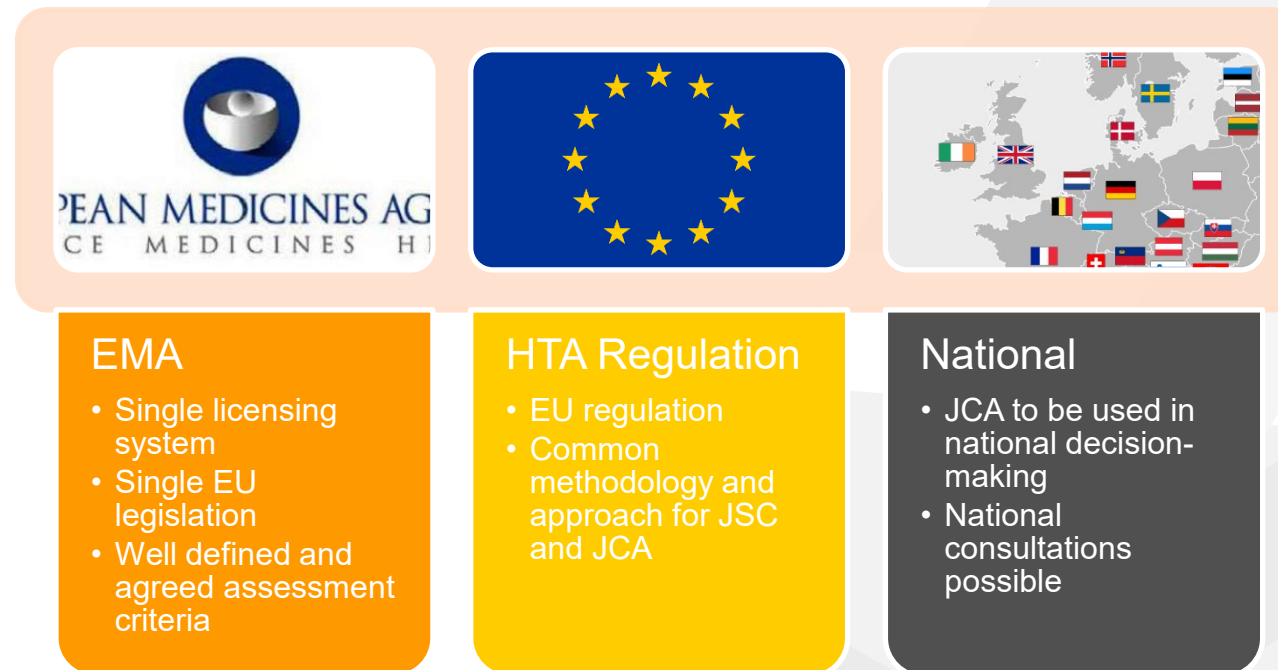 PEAN MEDICINES AG
CE MEDICINES H
EMA
• Single licensing
system
• Single EU
legislation
• Well defined and
agreed assessment
criteria
HTA Regulation
• EU regulation
• Common
methodology and
approach for JSC
and JCA
National
• JCA to be used in
national decision-
making
• National
consultations
possible